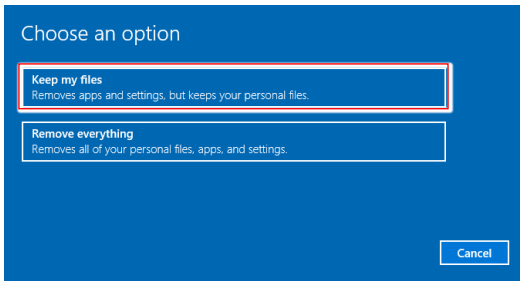 Choose an option
Keep my files
Removes apps and settings, but keeps your personal files.
Remove everything
Removes all of your personal files, apps, and settings.
Cancel